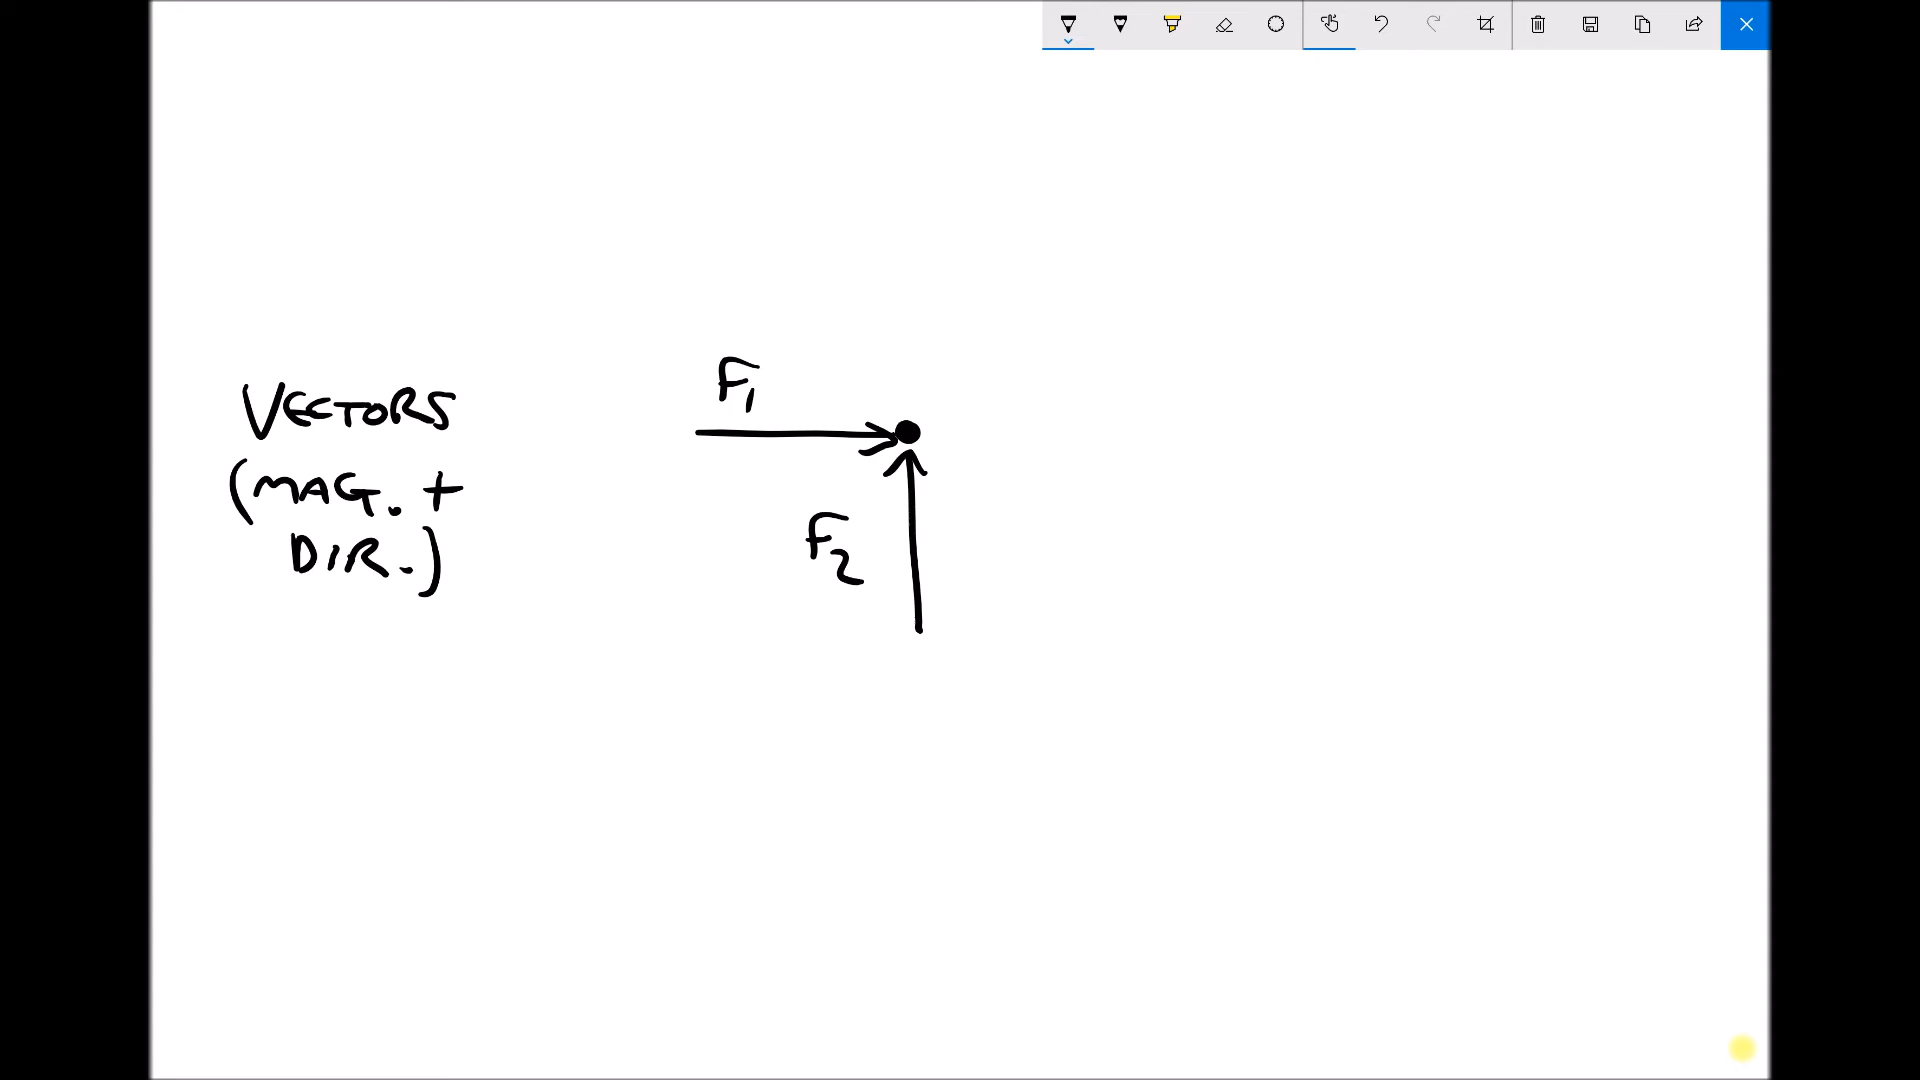 VECTORS
(MAG. +
DIR.)
F1
F2